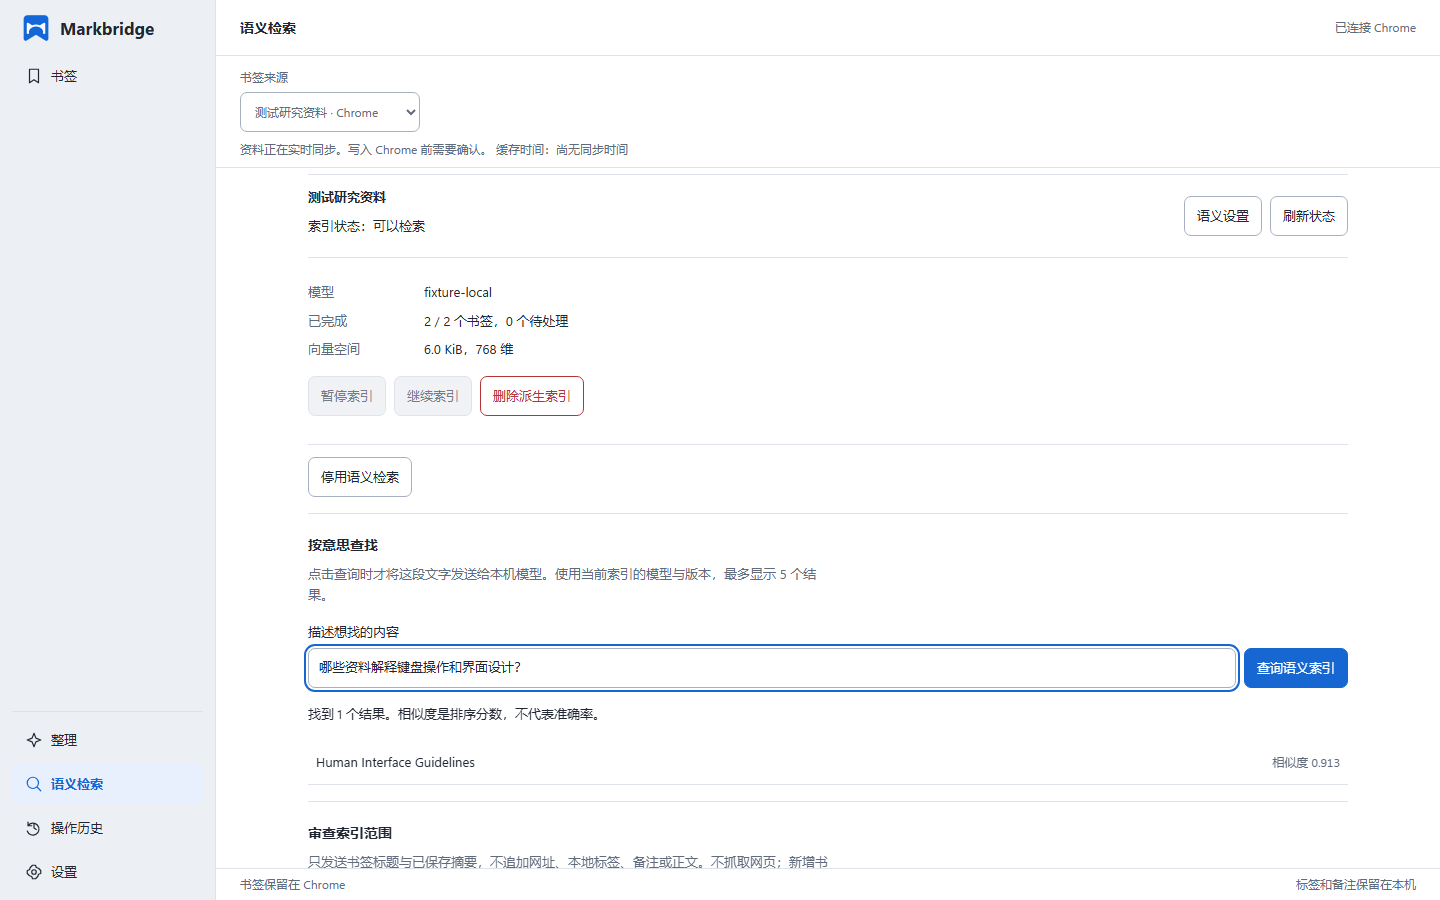 Markbridge
书签
整理
语义检索
操作历史
设置
语义检索
已连接 Chrome
书签来源
测试研究资料 · Chrome
资料正在实时同步。写入 Chrome 前需要确认。 缓存时间：尚无同步时间
测试研究资料
索引状态：可以检索
语义设置
刷新状态
模型 fixture-local
已完成 2 / 2 个书签，0 个待处理
向量空间 6.0 KiB，768 维
暂停索引
继续索引
删除派生索引
停用语义检索
按意思查找
点击查询时才将这段文字发送给本机模型。使用当前索引的模型与版本，最多显示 5 个结
果。
描述想找的内容
哪些资料解释键盘操作和界面设计？
查询语义索引
找到 1 个结果。相似度是排序分数，不代表准确率。
Human Interface Guidelines
相似度 0.913
审查索引范围
只发送书签标题与已保存摘要，不追加网址、本地标签、备注或正文。不抓取网页；新增书
书签保留在 Chrome
标签和备注保留在本机